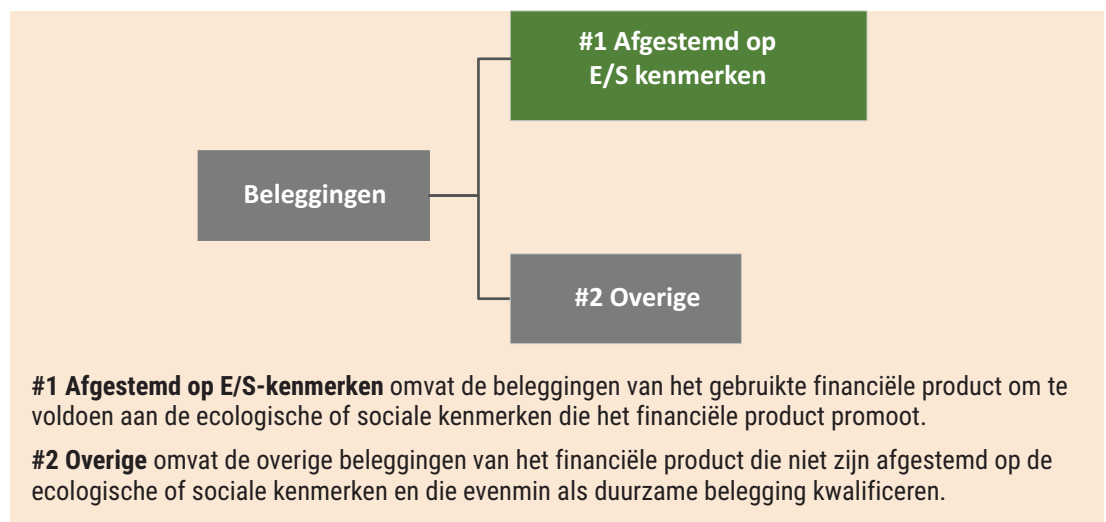 #1 Afgestemd op
E/S kenmerken
Beleggingen
#2 Overige
#1 Afgestemd op E/S-kenmerken omvat de beleggingen van het gebruikte financiële product om te
voldoen aan de ecologische of sociale kenmerken die het financiële product promoot.
#2 Overige omvat de overige beleggingen van het financiële product die niet zijn afgestemd op de
ecologische of sociale kenmerken en die evenmin als duurzame belegging kwalificeren.